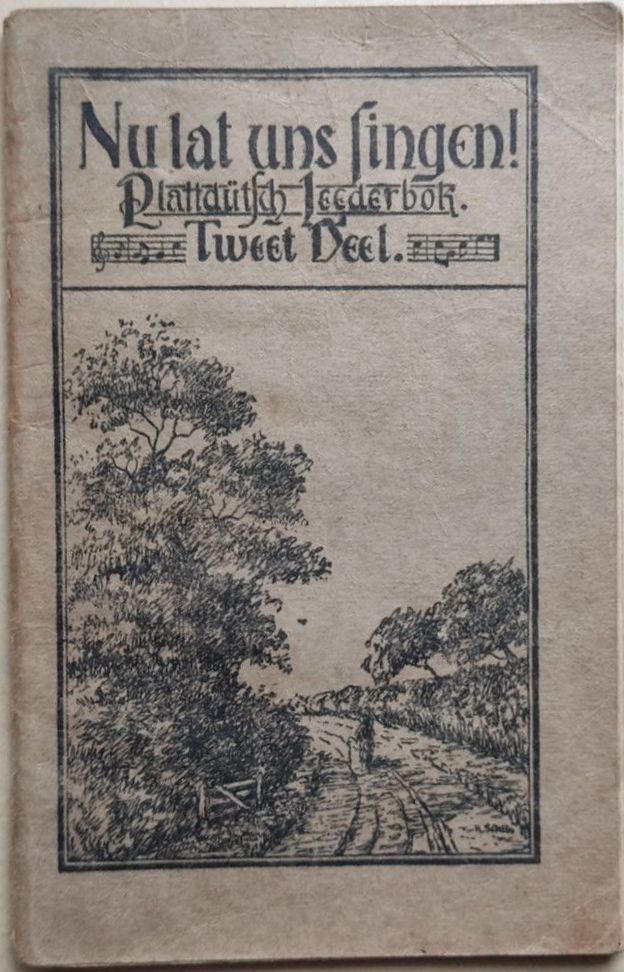 Nu lat uns ſingen!
Plattdütſch Leederbok.
Tweet Deel.